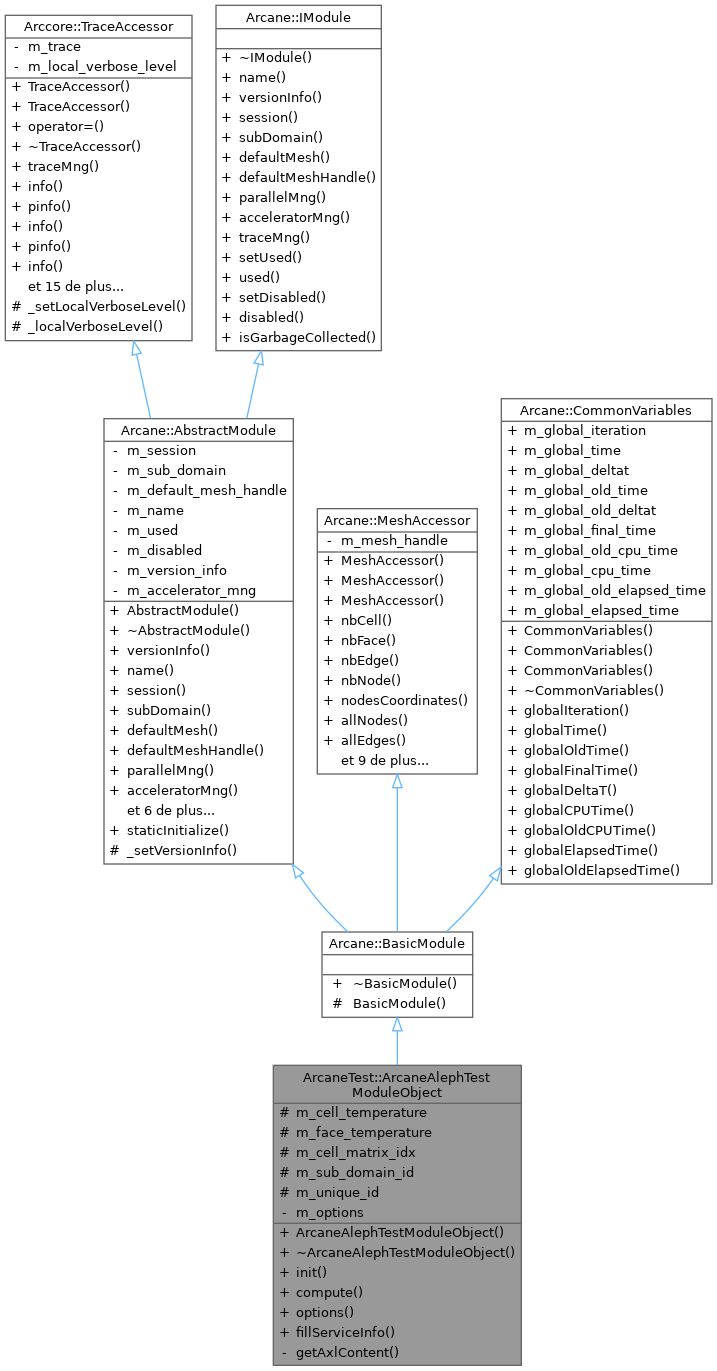 Arccore::TraceAccessor
- m_trace
- m_local_verbose_level
+ TraceAccessor()
+ TraceAccessor()
+ operator=()
+ ~TraceAccessor()
+ traceMng()
+ info()
+ pinfo()
+ info()
+ pinfo()
+ info()
et 15 de plus...
# _setLocalVerboseLevel()
# _localVerboseLevel()
Arcane::IModule
+ ~IModule()
+ name()
+ versionInfo()
+ session()
+ subDomain()
+ defaultMesh()
+ defaultMeshHandle()
+ parallelMng()
+ acceleratorMng()
+ traceMng()
+ setUsed()
+ used()
+ setDisabled()
+ disabled()
+ isGarbageCollected()
Arcane::AbstractModule
- m_session
- m_sub_domain
- m_default_mesh_handle
- m_name
- m_used
- m_disabled
- m_version_info
- m_accelerator_mng
+ AbstractModule()
+ ~AbstractModule()
+ versionInfo()
+ name()
+ session()
+ subDomain()
+ defaultMesh()
+ defaultMeshHandle()
+ parallelMng()
+ acceleratorMng()
et 6 de plus...
+ staticInitialize()
# _setVersionInfo()
Arcane::MeshAccessor
- m_mesh_handle
+ MeshAccessor()
+ MeshAccessor()
+ MeshAccessor()
+ nbCell()
+ nbFace()
+ nbEdge()
+ nbNode()
+ nodesCoordinates()
+ allNodes()
+ allEdges()
et 9 de plus...
Arcane::CommonVariables
+ m_global_iteration
+ m_global_time
+ m_global_deltat
+ m_global_old_time
+ m_global_old_deltat
+ m_global_final_time
+ m_global_old_cpu_time
+ m_global_cpu_time
+ m_global_old_elapsed_time
+ m_global_elapsed_time
+ CommonVariables()
+ CommonVariables()
+ CommonVariables()
+ ~CommonVariables()
+ globalIteration()
+ globalTime()
+ globalOldTime()
+ globalFinalTime()
+ globalDeltaT()
+ globalCPUTime()
+ globalOldCPUTime()
+ globalElapsedTime()
+ globalOldElapsedTime()
Arcane::BasicModule
+ ~BasicModule()
# BasicModule()
ArcaneTest::ArcaneAlephTest
ModuleObject
# m_cell_temperature
# m_face_temperature
# m_cell_matrix_idx
# m_sub_domain_id
# m_unique_id
- m_options
+ ArcaneAlephTestModuleObject()
+ ~ArcaneAlephTestModuleObject()
+ init()
+ compute()
+ options()
+ fillServiceInfo()
- getAxlContent()